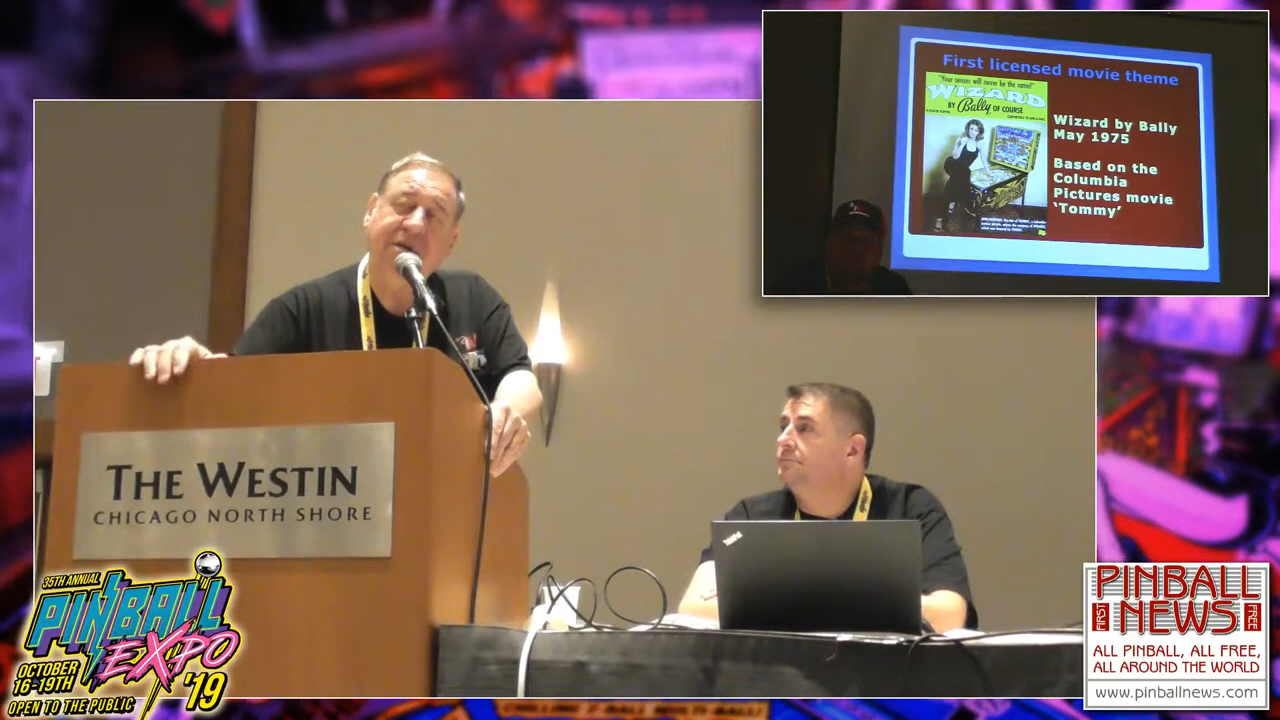 First licensed movie theme
"Your senses will never be the same!"
WIZARD
BY Bally OF COURSE
Wizard by Bally
May 1975
Based on the
Columbia
Pictures movie
'Tommy'
THE WESTIN
CHICAGO NORTH SHORE
ThinkPad
35TH ANNUAL
PINBALL
EXPO
OCTOBER
16-19TH
'19
OPEN TO THE PUBLIC
PINBALL
FIRST NEWS FREE
ALL PINBALL, ALL FREE,
ALL AROUND THE WORLD
www.pinballnews.com